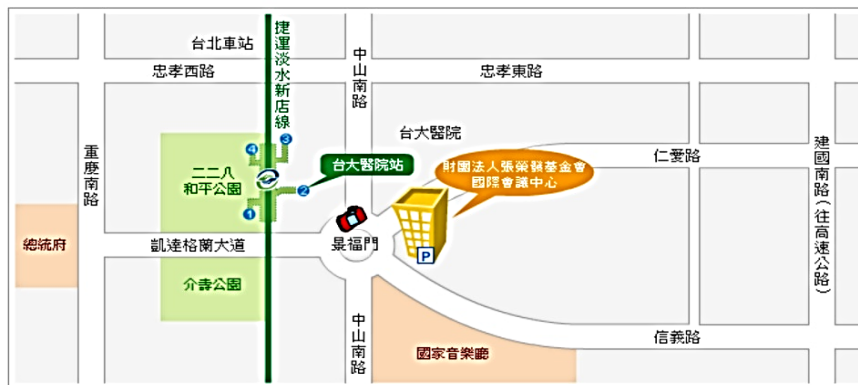 台北車站
捷運淡水新店線
中山南路
忠孝西路
忠孝東路
重慶南路
二二八
和平公園
4
3
2
1
台大醫院站
台大醫院
財團法人張榮發基金會
國際會議中心
仁愛路
建國南路(往高速公路)
總統府
凱達格蘭大道
景福門
P
介壽公園
中山南路
國家音樂廳
信義路